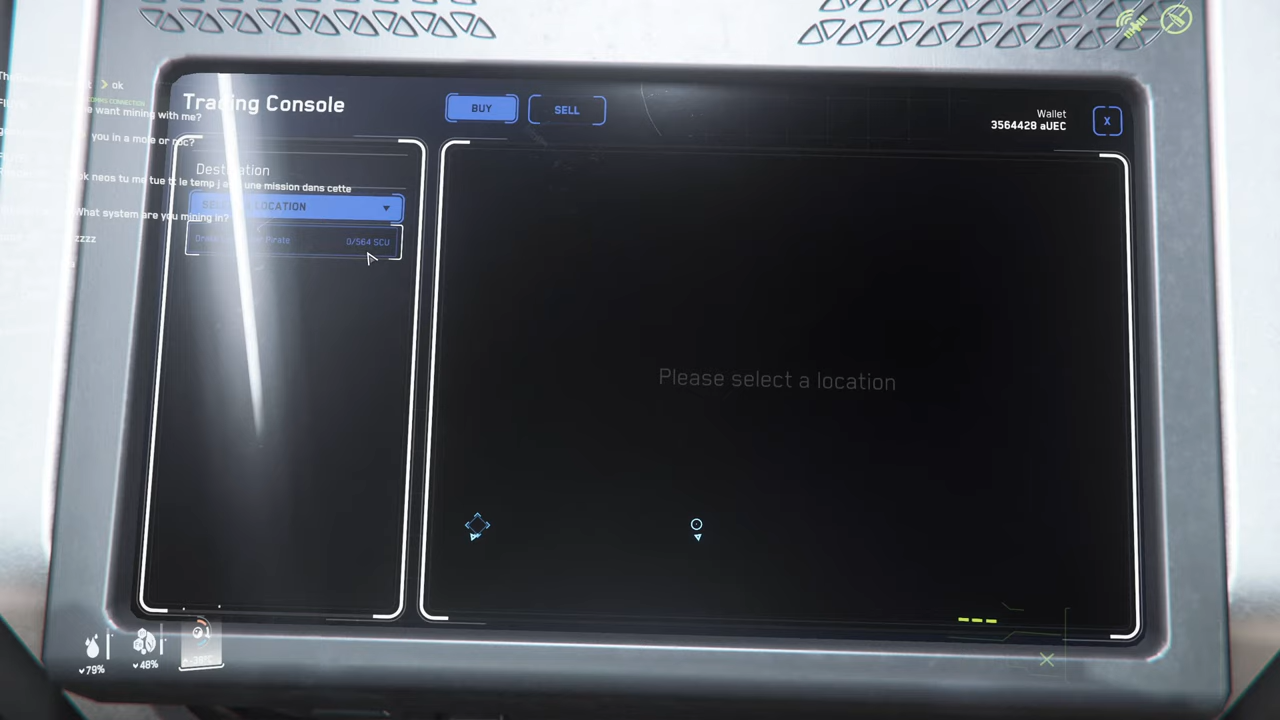 > ok
Trading Console
BUY
SELL
Wallet
3564428 aUEC
X
want mining with me?
you in a mole or roc?
Destination
ok neos tu me tue le temp j une mission dans cette
LOCATION
What system are you mining in?
zzzz
Pirate
0/564 SCU
Please select a location
79%
48%